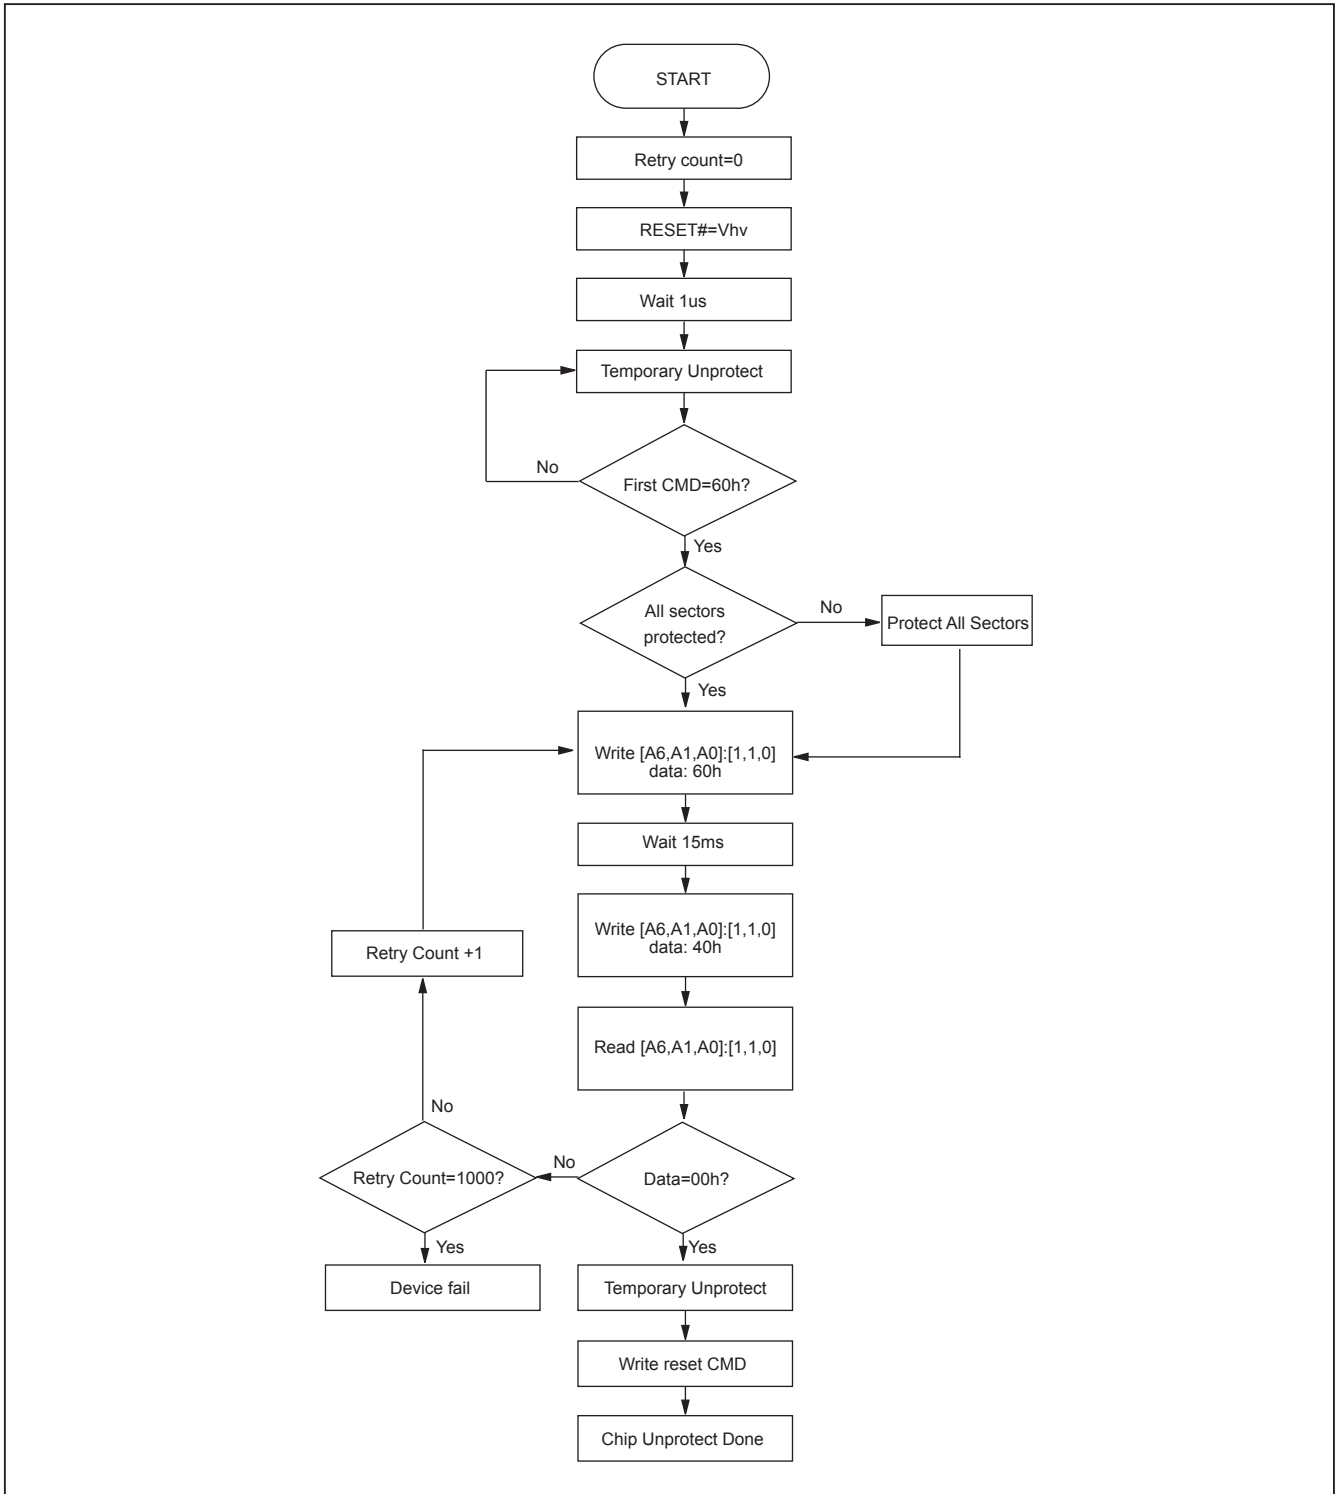 START
Retry count=0
RESET#=Vhv
Wait 1us
Temporary Unprotect
No
First CMD=60h?
Yes
All sectors
protected?
No
Protect All Sectors
Yes
Write [A6,A1,A0]:[1,1,0]
data: 60h
Wait 15ms
Write [A6,A1,A0]:[1,1,0]
data: 40h
Retry Count +1
Read [A6,A1,A0]:[1,1,0]
No
Retry Count=1000?
No
Data=00h?
Yes
Yes
Device fail
Temporary Unprotect
Write reset CMD
Chip Unprotect Done